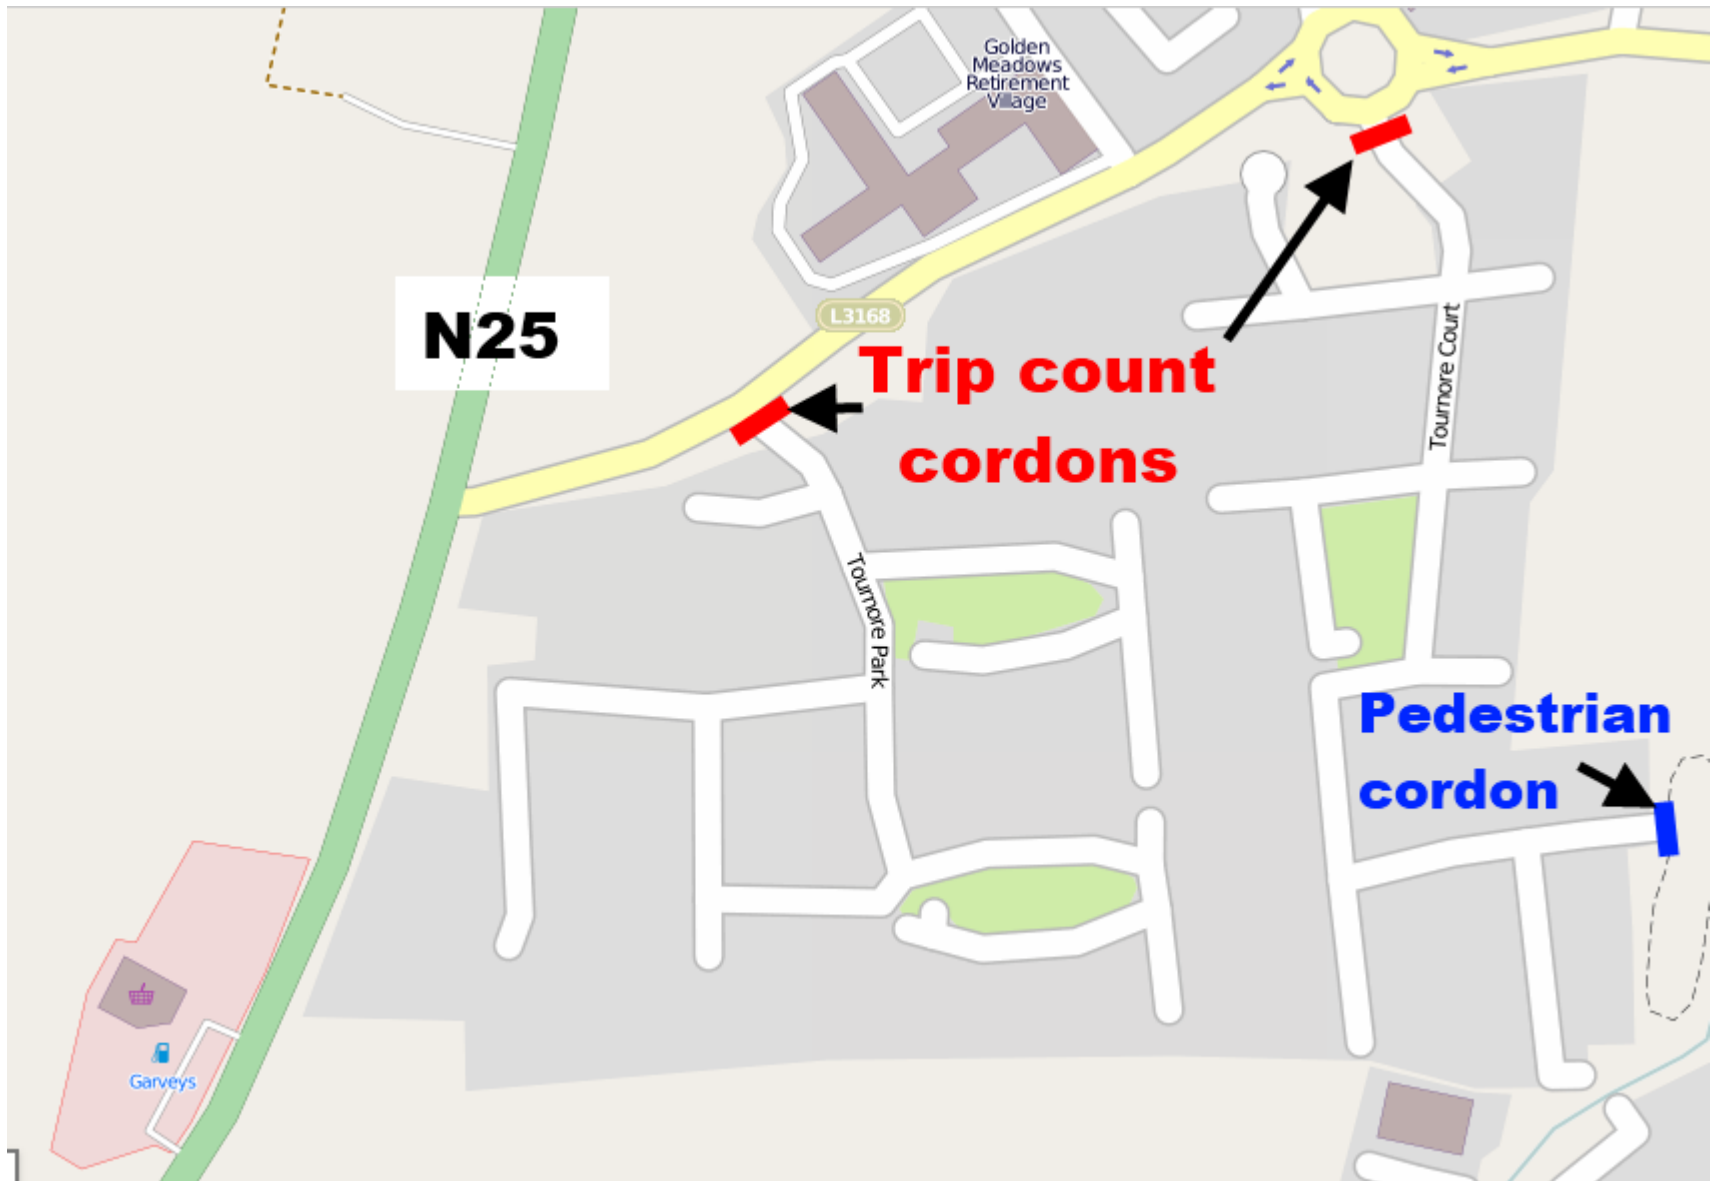 Golden
Meadows
Retirement
Village
N25
L3168
Trip count
cordons
Tournore Court
Tournore Park
Pedestrian
cordon
Garveys